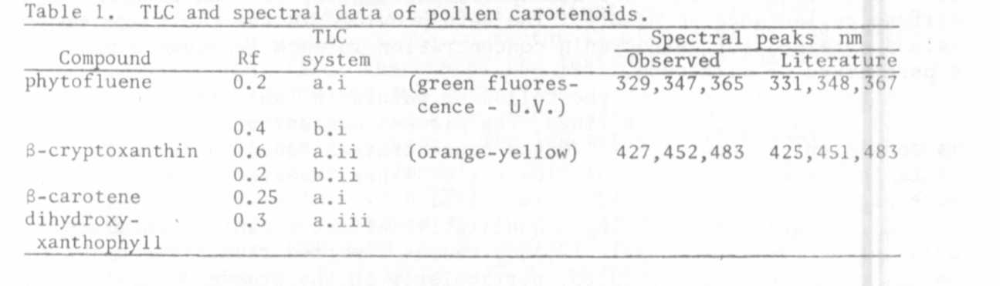 Table 1. TLC and spectral data of pollen carotenoids.
TLC Spectral peaks nm
Compound Rf system Observed Literature
phytofluene 0.2 a.i (green fluores- 329,347,365 331,348,367
cence - U.V.)
0.4 b.i
β-cryptoxanthin 0.6 a.ii (orange-yellow) 427,452,483 425,451,483
0.2 b.ii
β-carotene 0.25 a.i
dihydroxy- 0.3 a.iii
xanthophyll